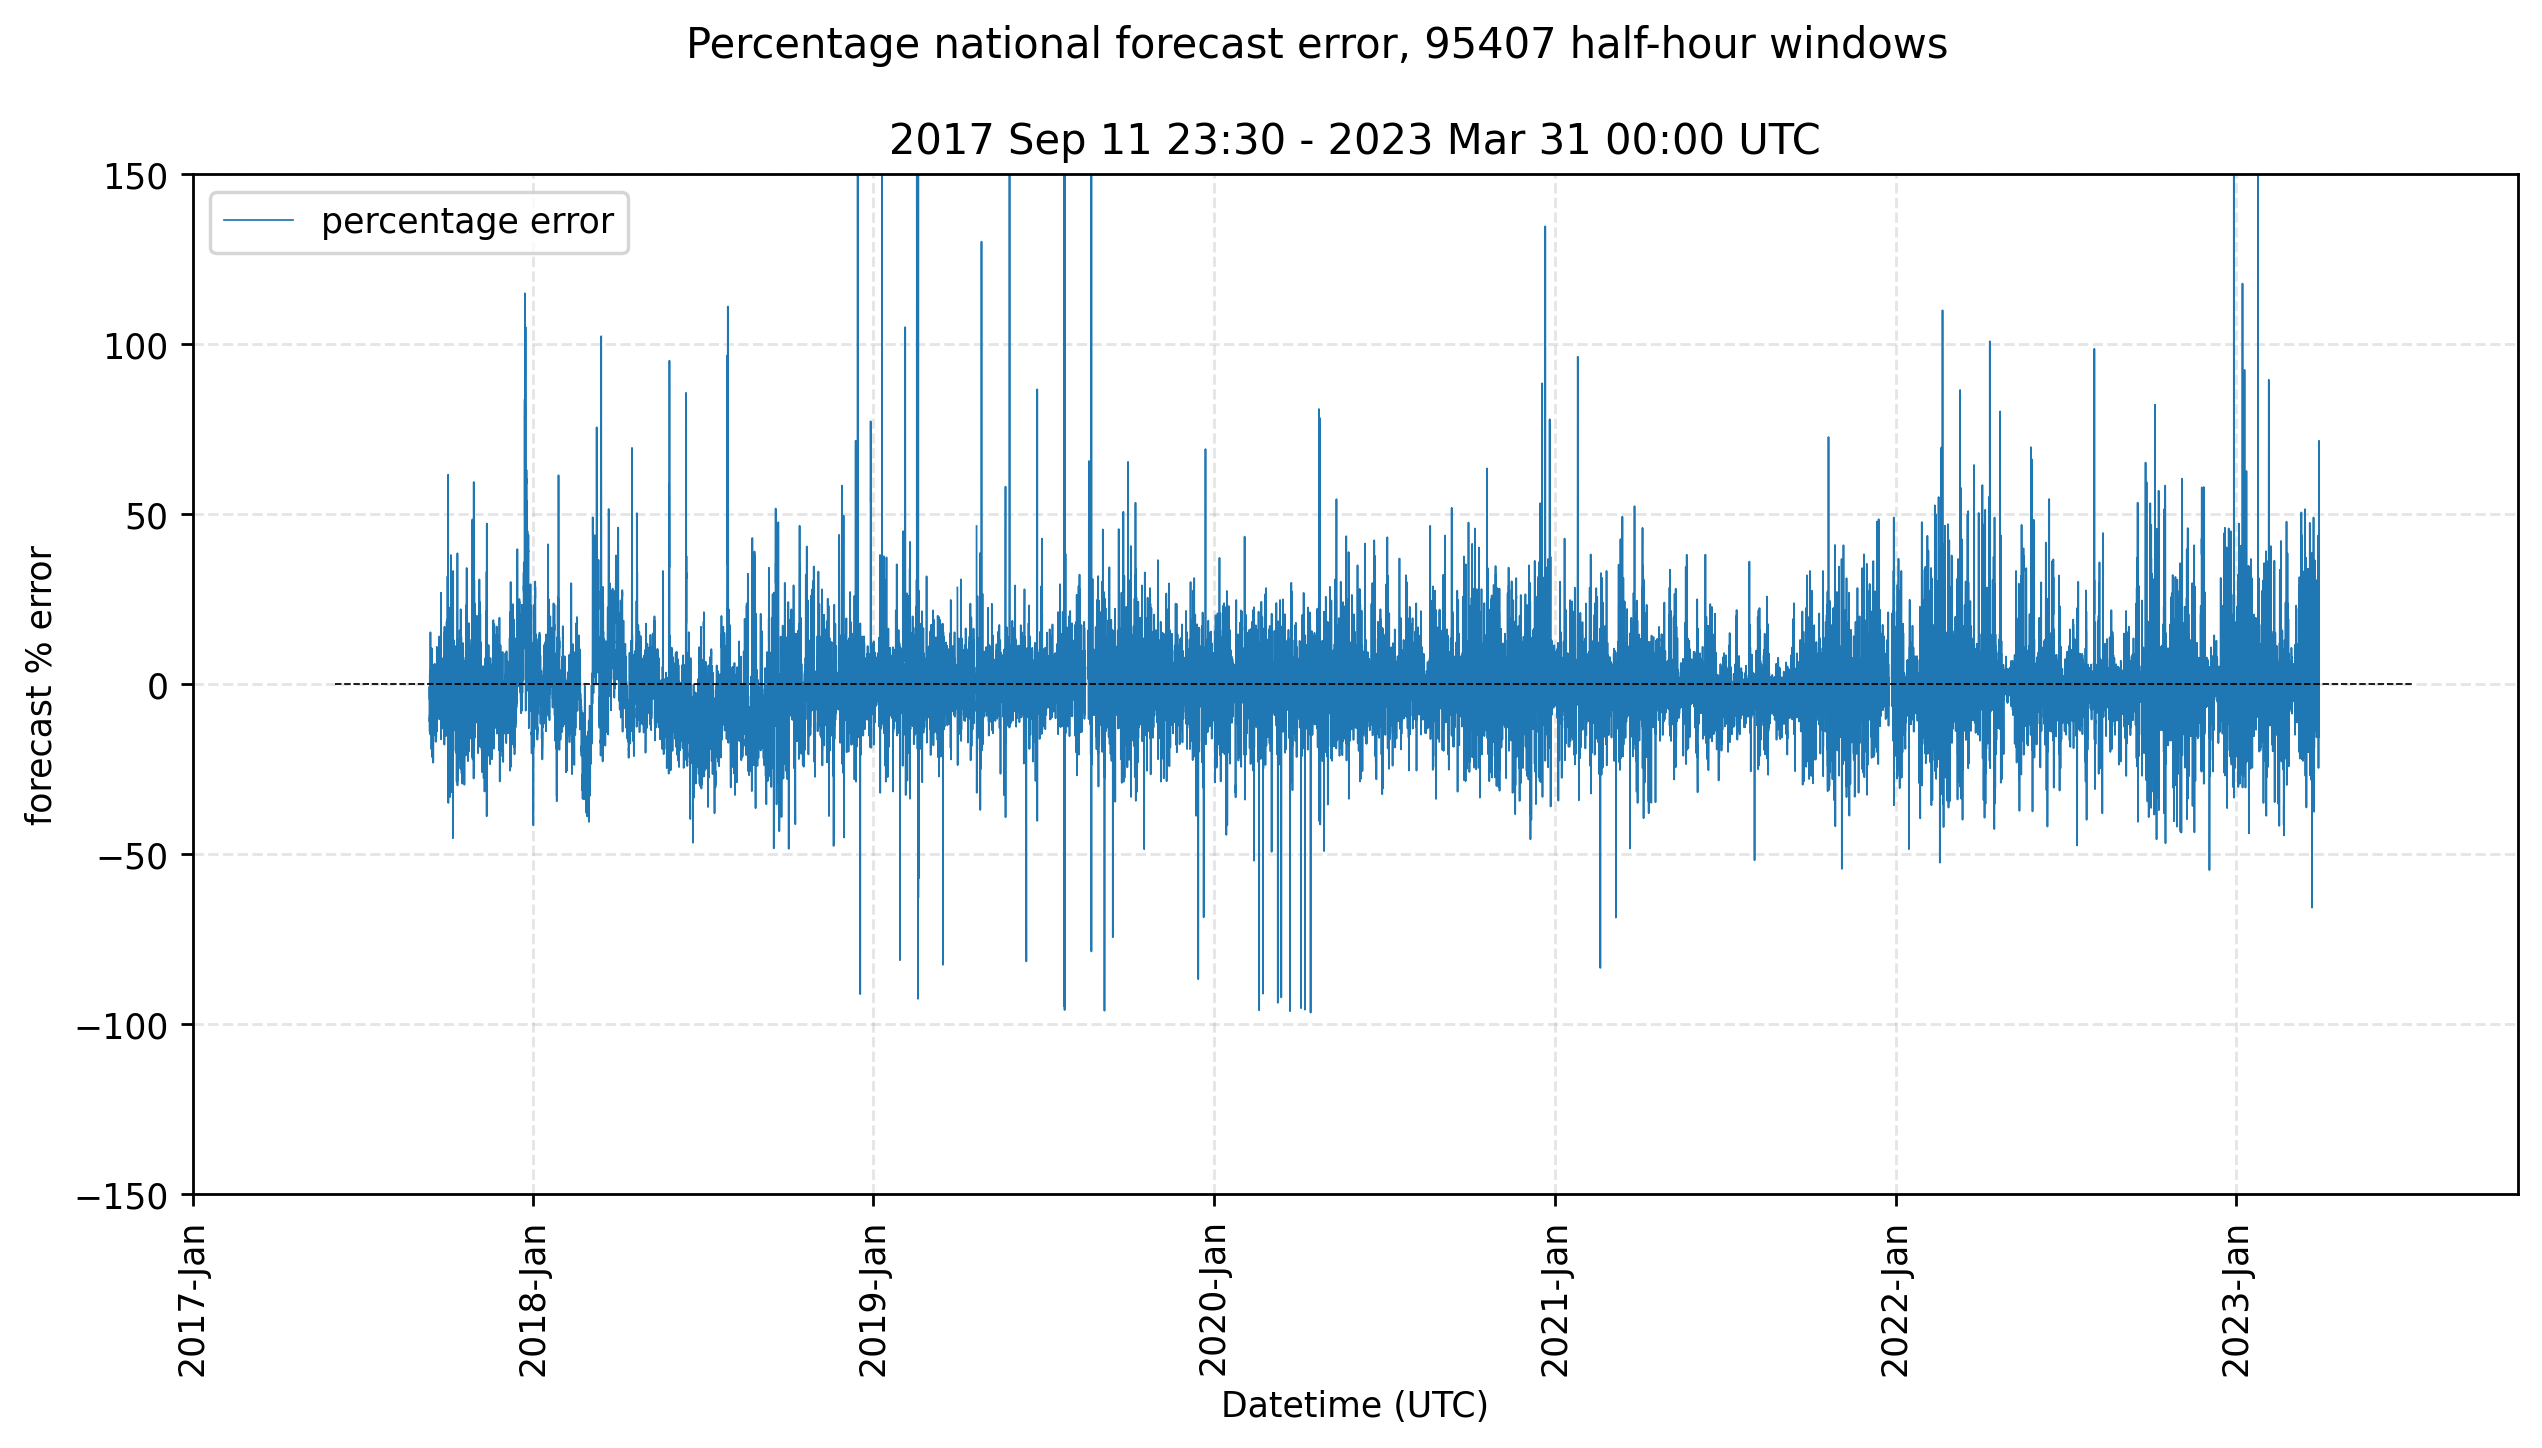 Percentage national forecast error, 95407 half-hour windows
2017 Sep 11 23:30 - 2023 Mar 31 00:00 UTC
percentage error
150
100
50
0
−50
−100
−150
forecast % error
2017-Jan
2018-Jan
2019-Jan
2020-Jan
2021-Jan
2022-Jan
2023-Jan
Datetime (UTC)